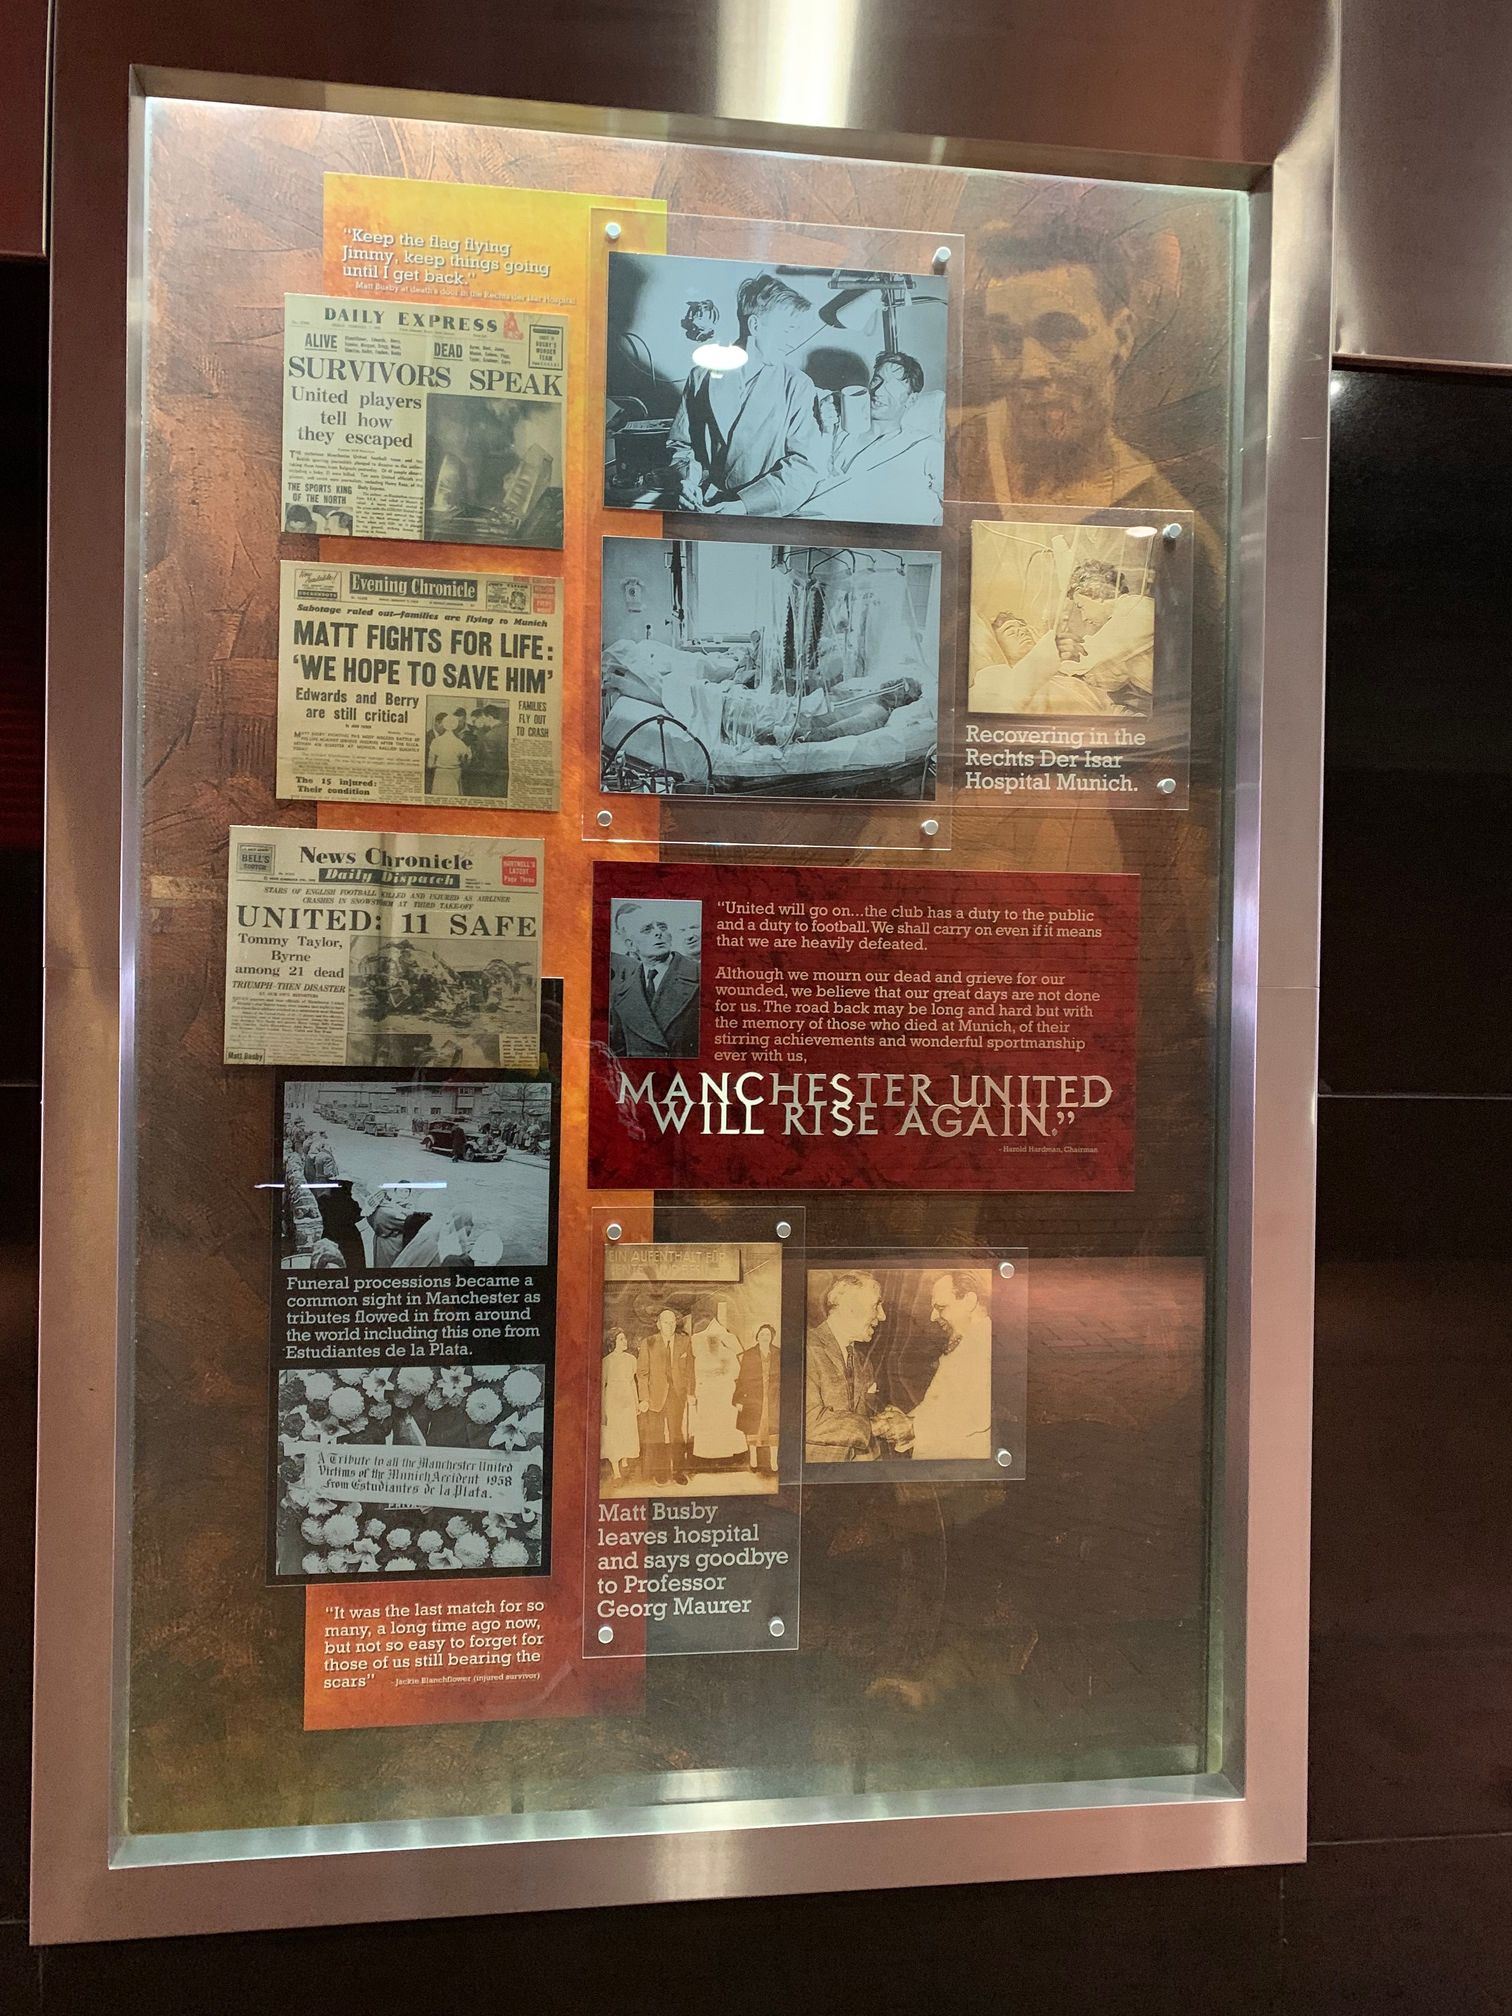 “Keep the flag flying
Jimmy, keep things going
until I get back.”
Matt Busby at death's door in the Rechts der Isar Hospital
DAILY EXPRESS
ALIVE
DEAD
SURVIVORS SPEAK
United players
tell how
they escaped
THE SPORTS KING
OF THE NORTH
Evening Chronicle
Sabotage ruled out—families are flying to Munich
MATT FIGHTS FOR LIFE:
‘WE HOPE TO SAVE HIM’
Edwards and Berry
are still critical
FAMILIES
FLY OUT
TO CRASH
The 15 injured:
Their condition
BELL'S
News Chronicle
Daily Dispatch
STARS OF ENGLISH FOOTBALL KILLED AND INJURED AS AIRLINER
CRASHES IN SNOWSTORM AT THIRD TAKE-OFF
UNITED: 11 SAFE
Tommy Taylor,
Byrne
among 21 dead
TRIUMPH—THEN DISASTER
Matt Busby
Funeral processions became a
common sight in Manchester as
tributes flowed in from around
the world including this one from
Estudiantes de la Plata.
A Tribute to all the Manchester United
Victims of the Munich Accident 1958
from Estudiantes de la Plata.
“It was the last match for so
many, a long time ago now,
but not so easy to forget for
those of us still bearing the
scars” - Jackie Blanchflower (injured survivor)
Recovering in the
Rechts Der Isar
Hospital Munich.
“United will go on...the club has a duty to the public
and a duty to football. We shall carry on even if it means
that we are heavily defeated.
Although we mourn our dead and grieve for our
wounded, we believe that our great days are not done
for us. The road back may be long and hard but with
the memory of those who died at Munich, of their
stirring achievements and wonderful sportmanship
ever with us,
MANCHESTER UNITED
WILL RISE AGAIN.”
- Harold Hardman, Chairman
EIN AUFENTHALT FÜR
Matt Busby
leaves hospital
and says goodbye
to Professor
Georg Maurer